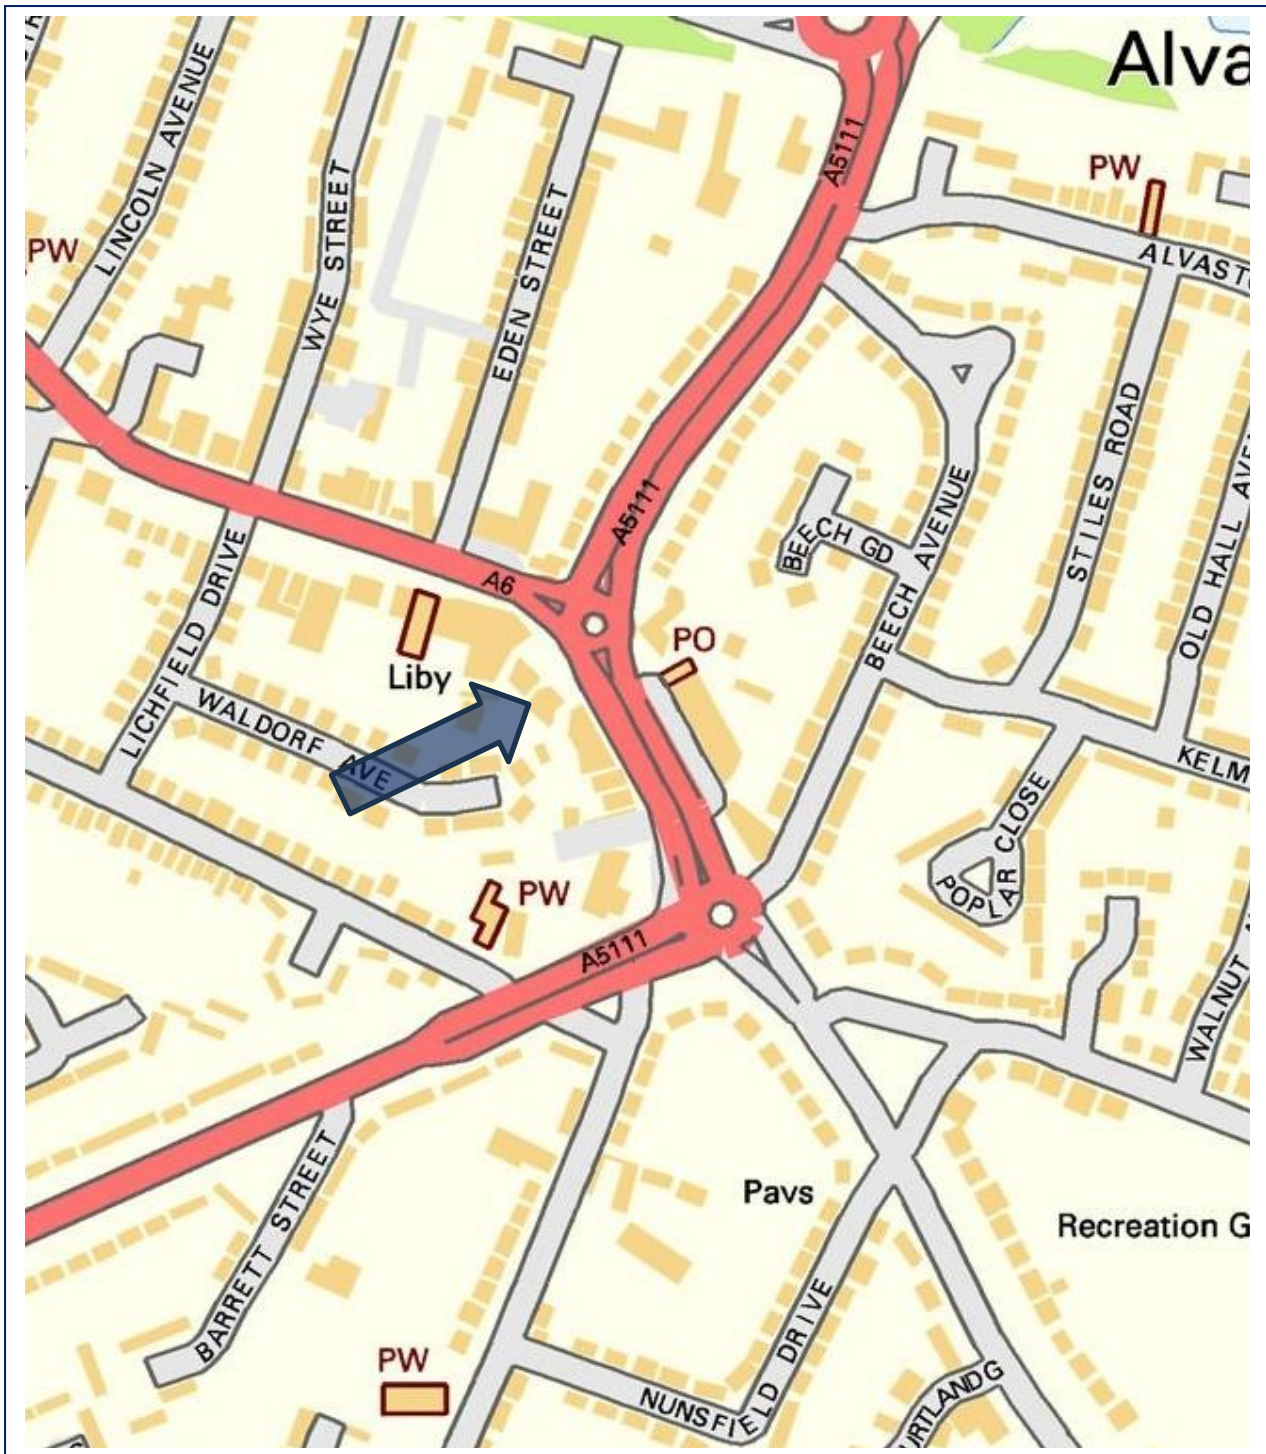 Alva
LINCOLN AVENUE
WYE STREET
EDEN STREET
A5111
PW
PW
ALVASTO
STILES ROAD
OLD HALL AVE
A5111
BEECH GD
BEECH AVENUE
A6
LICHFIELD DRIVE
Liby
PO
WALDORF AVE
KELM
POPLAR CLOSE
PW
A5111
WALNUT
BARRETT STREET
Pavs
Recreation G
NUNSFIELD DRIVE
PW
URTLANDG